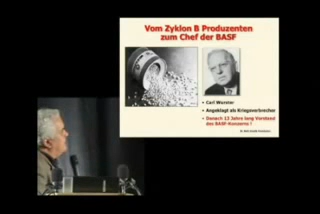 Vom Zyklon B Produzenten
zum Chef der BASF
• Carl Wurster
• Angeklagt als Kriegsverbrecher
• Danach 12 Jahre lang Vorstand
des BASF-Konzerns !